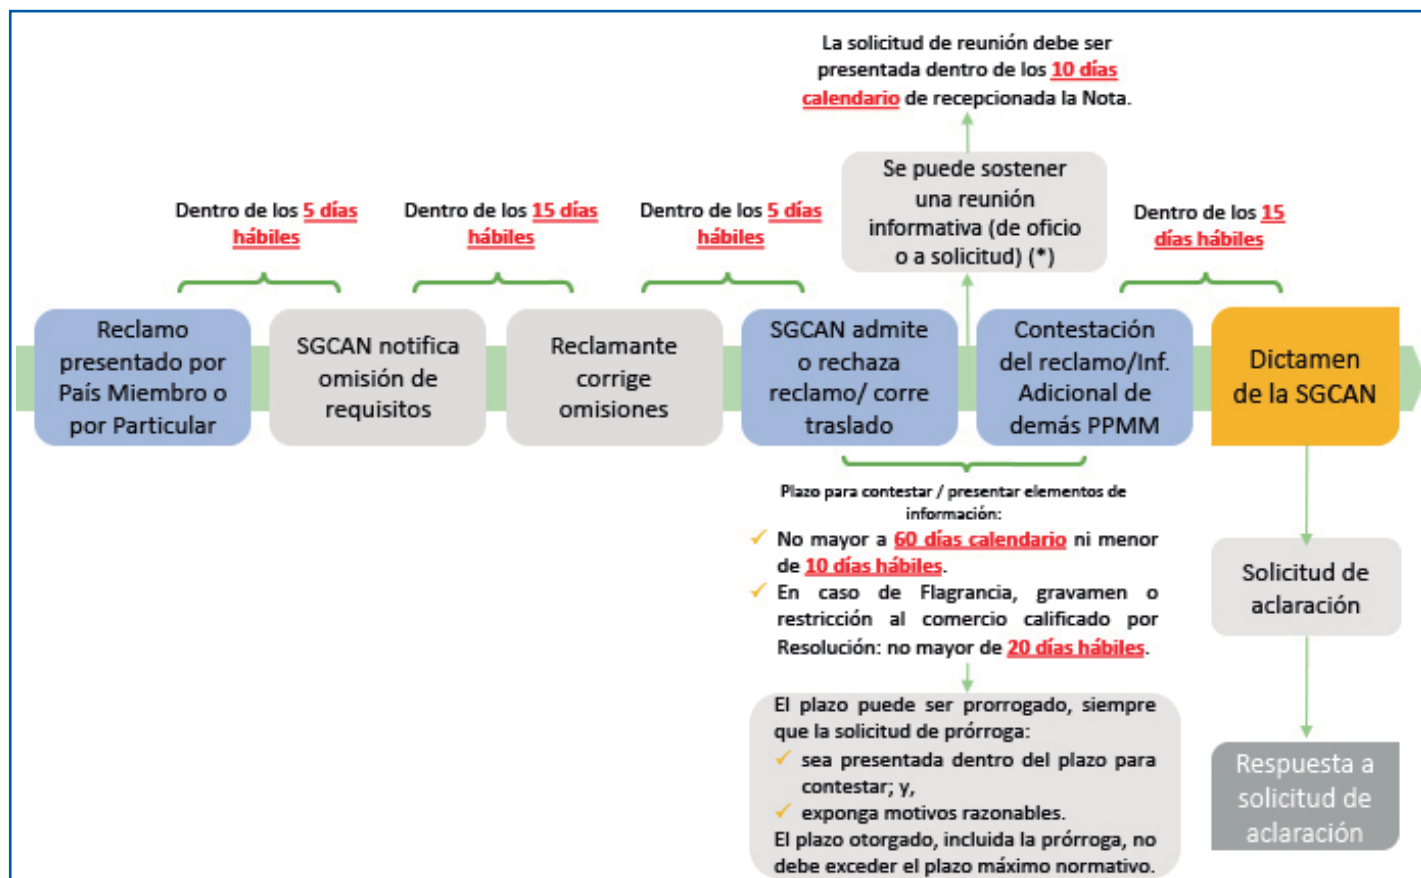 La solicitud de reunión debe ser
presentada dentro de los 10 días
calendario de recepcionada la Nota.
Se puede sostener
una reunión
informativa (de oficio
o a solicitud) (*)
Dentro de los 5 días
hábiles
Dentro de los 15 días
hábiles
Dentro de los 5 días
hábiles
Dentro de los 15
días hábiles
Reclamo
presentado por
País Miembro o
por Particular
SGCAN notifica
omisión de
requisitos
Reclamante
corrige
omisiones
SGCAN admite
o rechaza
reclamo/ corre
traslado
Contestación
del reclamo/Inf.
Adicional de
demás PPMM
Dictamen
de la SGCAN
Plazo para contestar / presentar elementos de
información:
✓ No mayor a 60 días calendario ni menor
de 10 días hábiles.
✓ En caso de Flagrancia, gravamen o
restricción al comercio calificado por
Resolución: no mayor de 20 días hábiles.
El plazo puede ser prorrogado, siempre
que la solicitud de prórroga:
✓ sea presentada dentro del plazo para
contestar; y,
✓ exponga motivos razonables.
El plazo otorgado, incluida la prórroga, no
debe exceder el plazo máximo normativo.
Solicitud de
aclaración
Respuesta a
solicitud de
aclaración